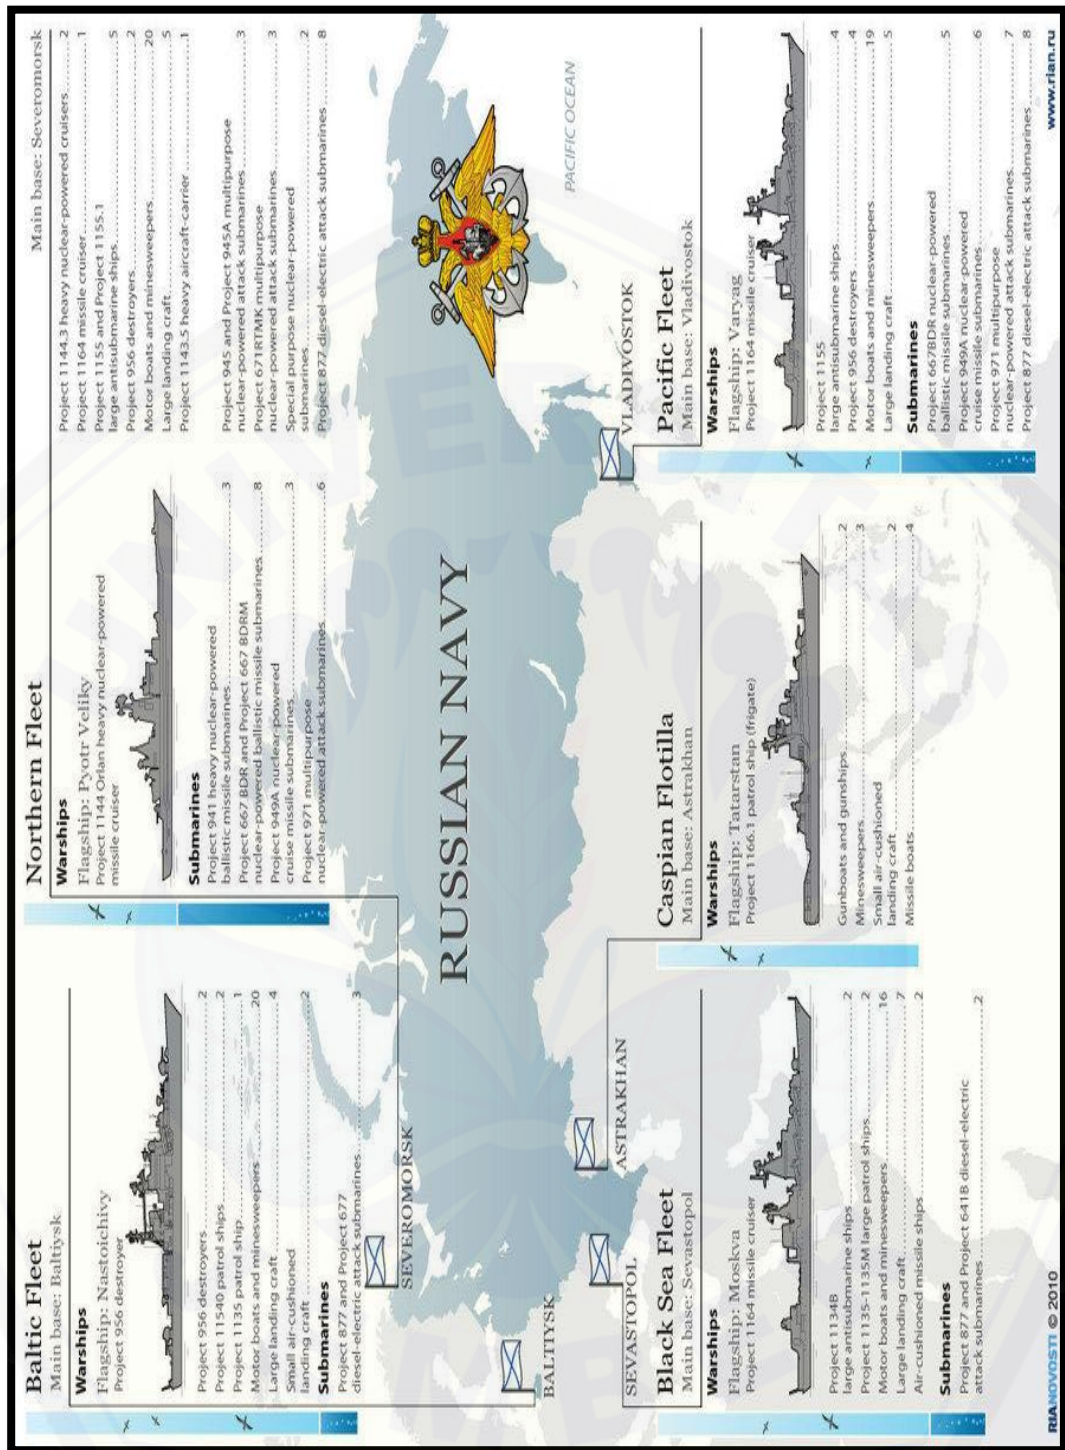 Baltic Fleet
Main base: Baltiysk
Warships
Flagship: Nastoichivy
Project 956 destroyer
Project 956 destroyers 2
Project 11540 patrol ships 2
Project 1135 patrol ship 1
Motor boats and minesweepers 20
Large landing craft 4
Small air-cushioned
landing craft 2
Submarines
Project 877 and Project 677
diesel-electric attack submarines 3
Northern Fleet
Main base: Severomorsk
Warships
Flagship: Pyotr Veliky
Project 1144 Orlan heavy nuclear-powered
missile cruiser
Project 1144.3 heavy nuclear-powered cruisers 2
Project 1164 missile cruiser 1
Project 1155 and Project 1155.1
large antisubmarine ships 5
Project 956 destroyers 2
Motor boats and minesweepers 20
Large landing craft 5
Project 1143.5 heavy aircraft-carrier 1
Submarines
Project 941 heavy nuclear-powered
ballistic missile submarines 3
Project 667 BDR and Project 667 BDRM
nuclear-powered ballistic missile submarines 8
Project 949A nuclear-powered
cruise missile submarines 3
Project 971 multipurpose
nuclear-powered attack submarines 6
Project 945 and Project 945A multipurpose
nuclear-powered attack submarines 3
Project 671RTMK multipurpose
nuclear-powered attack submarines 3
Special purpose nuclear-powered
submarines 2
Project 877 diesel-electric attack submarines 8
SEVEROMORSK
RUSSIAN NAVY
PACIFIC OCEAN
BALTIYSK
SEVASTOPOL
ASTRAKHAN
VLADIVOSTOK
Black Sea Fleet
Main base: Sevastopol
Warships
Flagship: Moskva
Project 1164 missile cruiser
Project 1134B
large antisubmarine ships 2
Project 1135-1135M large patrol ships 2
Motor boats and minesweepers 16
Large landing craft 7
Air-cushioned missile ships 2
Submarines
Project 877 and Project 641B diesel-electric
attack submarines 2
Caspian Flotilla
Main base: Astrakhan
Warships
Flagship: Tatarstan
Project 1166.1 patrol ship (frigate)
Gunboats and gunships 2
Minesweepers 3
Small air-cushioned
landing craft 2
Missile boats 4
Pacific Fleet
Main base: Vladivostok
Warships
Flagship: Varyag
Project 1164 missile cruiser
Project 1155
large antisubmarine ships 4
Project 956 destroyers 4
Motor boats and minesweepers 19
Large landing craft 5
Submarines
Project 667BDR nuclear-powered
ballistic missile submarines 5
Project 949A nuclear-powered
cruise missile submarines 6
Project 971 multipurpose
nuclear-powered attack submarines 7
Project 877 diesel-electric attack submarines 8
RIANOVOSTI © 2010
www.rian.ru